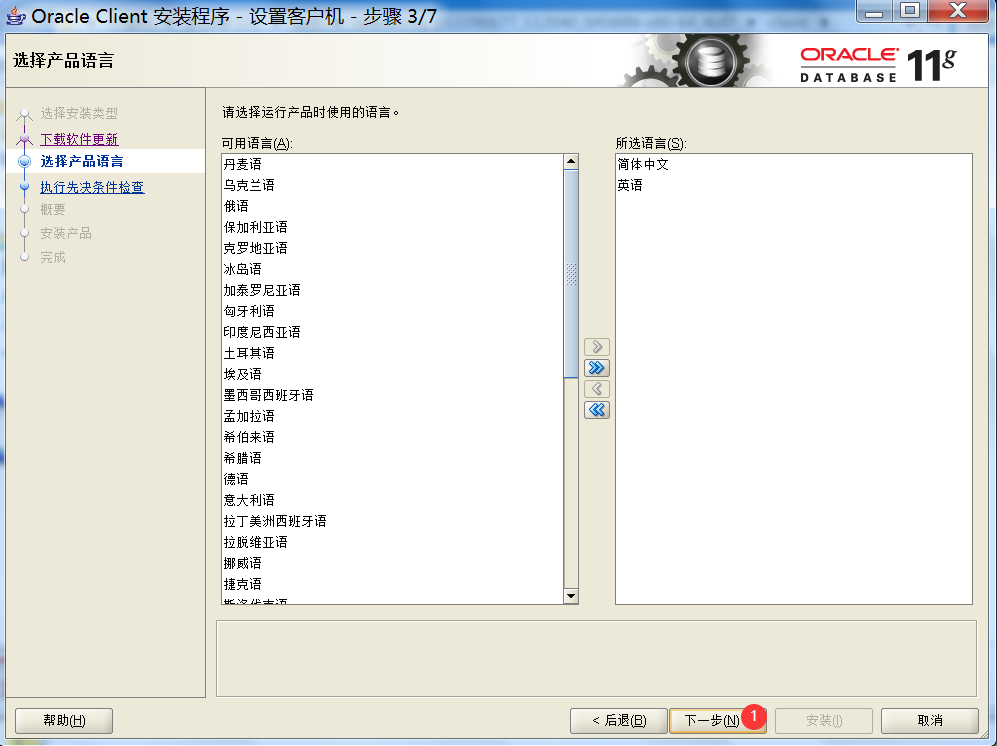 Oracle Client 安装程序 - 设置客户机 - 步骤 3/7
选择产品语言
ORACLE
DATABASE
11g
选择安装类型
下载软件更新
选择产品语言
执行先决条件检查
概要
安装产品
完成
请选择运行产品时使用的语言。
可用语言(A):
丹麦语
乌克兰语
俄语
保加利亚语
克罗地亚语
冰岛语
加泰罗尼亚语
匈牙利语
印度尼西亚语
土耳其语
埃及语
墨西哥西班牙语
孟加拉语
希伯来语
希腊语
德语
意大利语
拉丁美洲西班牙语
拉脱维亚语
挪威语
捷克语
斯洛伐克语
所选语言(S):
简体中文
英语
帮助(H)
< 后退(B)
下一步(N)
1
安装(I)
取消